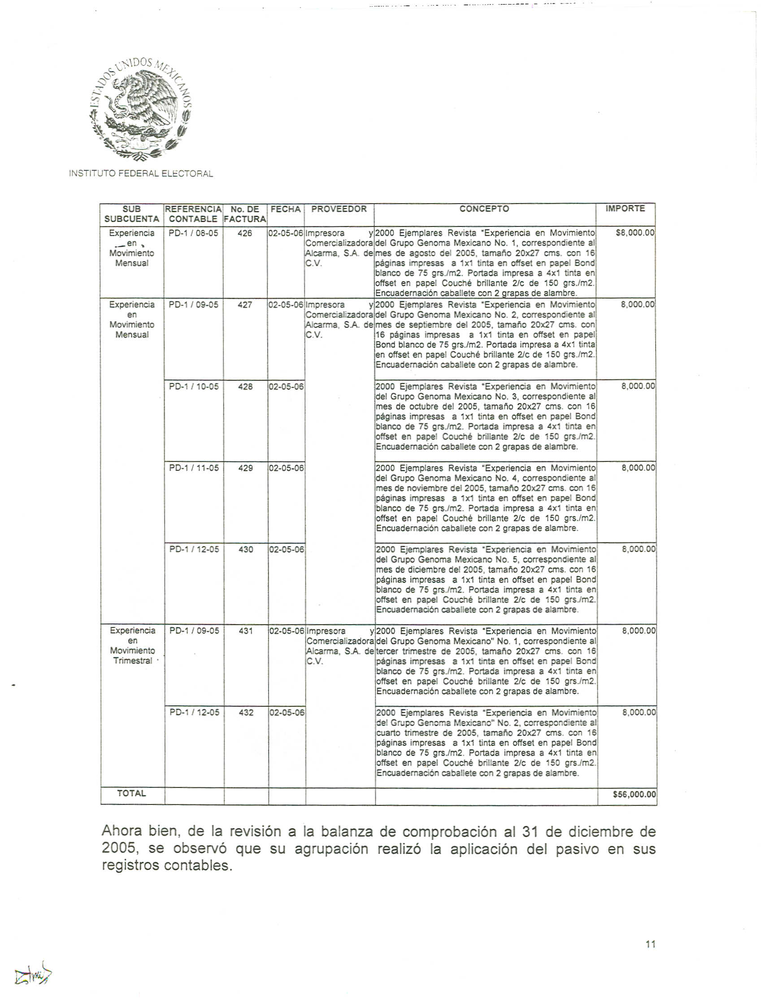 ESTADOS UNIDOS MEXICANOS
INSTITUTO FEDERAL ELECTORAL
SUB SUBCUENTA | REFERENCIA CONTABLE | No. DE FACTURA | FECHA | PROVEEDOR | CONCEPTO | IMPORTE
Experiencia PD-1 / 08-05 426 02-05-06 Impresora y 2000 Ejemplares Revista "Experiencia en Movimiento $8,000.00
en Comercializadora del Grupo Genoma Mexicano No. 1, correspondiente al
Movimiento Alcarma, S.A. de mes de agosto del 2005, tamaño 20x27 cms. con 16
Mensual C.V. páginas impresas a 1x1 tinta en offset en papel Bond
blanco de 75 grs./m2. Portada impresa a 4x1 tinta en
offset en papel Couché brillante 2/c de 150 grs./m2.
Encuadernación caballete con 2 grapas de alambre.
Experiencia PD-1 / 09-05 427 02-05-06 Impresora y 2000 Ejemplares Revista "Experiencia en Movimiento 8,000.00
en Comercializadora del Grupo Genoma Mexicano No. 2, correspondiente al
Movimiento Alcarma, S.A. de mes de septiembre del 2005, tamaño 20x27 cms. con
Mensual C.V. 16 páginas impresas a 1x1 tinta en offset en papel
Bond blanco de 75 grs./m2. Portada impresa a 4x1 tinta
en offset en papel Couché brillante 2/c de 150 grs./m2.
Encuadernación caballete con 2 grapas de alambre.
PD-1 / 10-05 428 02-05-06 2000 Ejemplares Revista "Experiencia en Movimiento 8,000.00
del Grupo Genoma Mexicano No. 3, correspondiente al
mes de octubre del 2005, tamaño 20x27 cms. con 16
páginas impresas a 1x1 tinta en offset en papel Bond
blanco de 75 grs./m2. Portada impresa a 4x1 tinta en
offset en papel Couché brillante 2/c de 150 grs./m2.
Encuadernación caballete con 2 grapas de alambre.
PD-1 / 11-05 429 02-05-06 2000 Ejemplares Revista "Experiencia en Movimiento 8,000.00
del Grupo Genoma Mexicano No. 4, correspondiente al
mes de noviembre del 2005, tamaño 20x27 cms. con 16
páginas impresas a 1x1 tinta en offset en papel Bond
blanco de 75 grs./m2. Portada impresa a 4x1 tinta en
offset en papel Couché brillante 2/c de 150 grs./m2.
Encuadernación caballete con 2 grapas de alambre.
PD-1 / 12-05 430 02-05-06 2000 Ejemplares Revista "Experiencia en Movimiento 8,000.00
del Grupo Genoma Mexicano No. 5, correspondiente al
mes de diciembre del 2005, tamaño 20x27 cms. con 16
páginas impresas a 1x1 tinta en offset en papel Bond
blanco de 75 grs./m2. Portada impresa a 4x1 tinta en
offset en papel Couché brillante 2/c de 150 grs./m2.
Encuadernación caballete con 2 grapas de alambre.
Experiencia PD-1 / 09-05 431 02-05-06 Impresora y 2000 Ejemplares Revista "Experiencia en Movimiento 8,000.00
en Comercializadora del Grupo Genoma Mexicano" No. 1, correspondiente al
Movimiento Alcarma, S.A. de tercer trimestre de 2005, tamaño 20x27 cms. con 16
Trimestral C.V. páginas impresas a 1x1 tinta en offset en papel Bond
blanco de 75 grs./m2. Portada impresa a 4x1 tinta en
offset en papel Couché brillante 2/c de 150 grs./m2.
Encuadernación caballete con 2 grapas de alambre.
PD-1 / 12-05 432 02-05-06 2000 Ejemplares Revista "Experiencia en Movimiento 8,000.00
del Grupo Genoma Mexicano" No. 2, correspondiente al
cuarto trimestre de 2005, tamaño 20x27 cms. con 16
páginas impresas a 1x1 tinta en offset en papel Bond
blanco de 75 grs./m2. Portada impresa a 4x1 tinta en
offset en papel Couché brillante 2/c de 150 grs./m2.
Encuadernación caballete con 2 grapas de alambre.
TOTAL $56,000.00
Ahora bien, de la revisión a la balanza de comprobación al 31 de diciembre de
2005, se observó que su agrupación realizó la aplicación del pasivo en sus
registros contables.
11